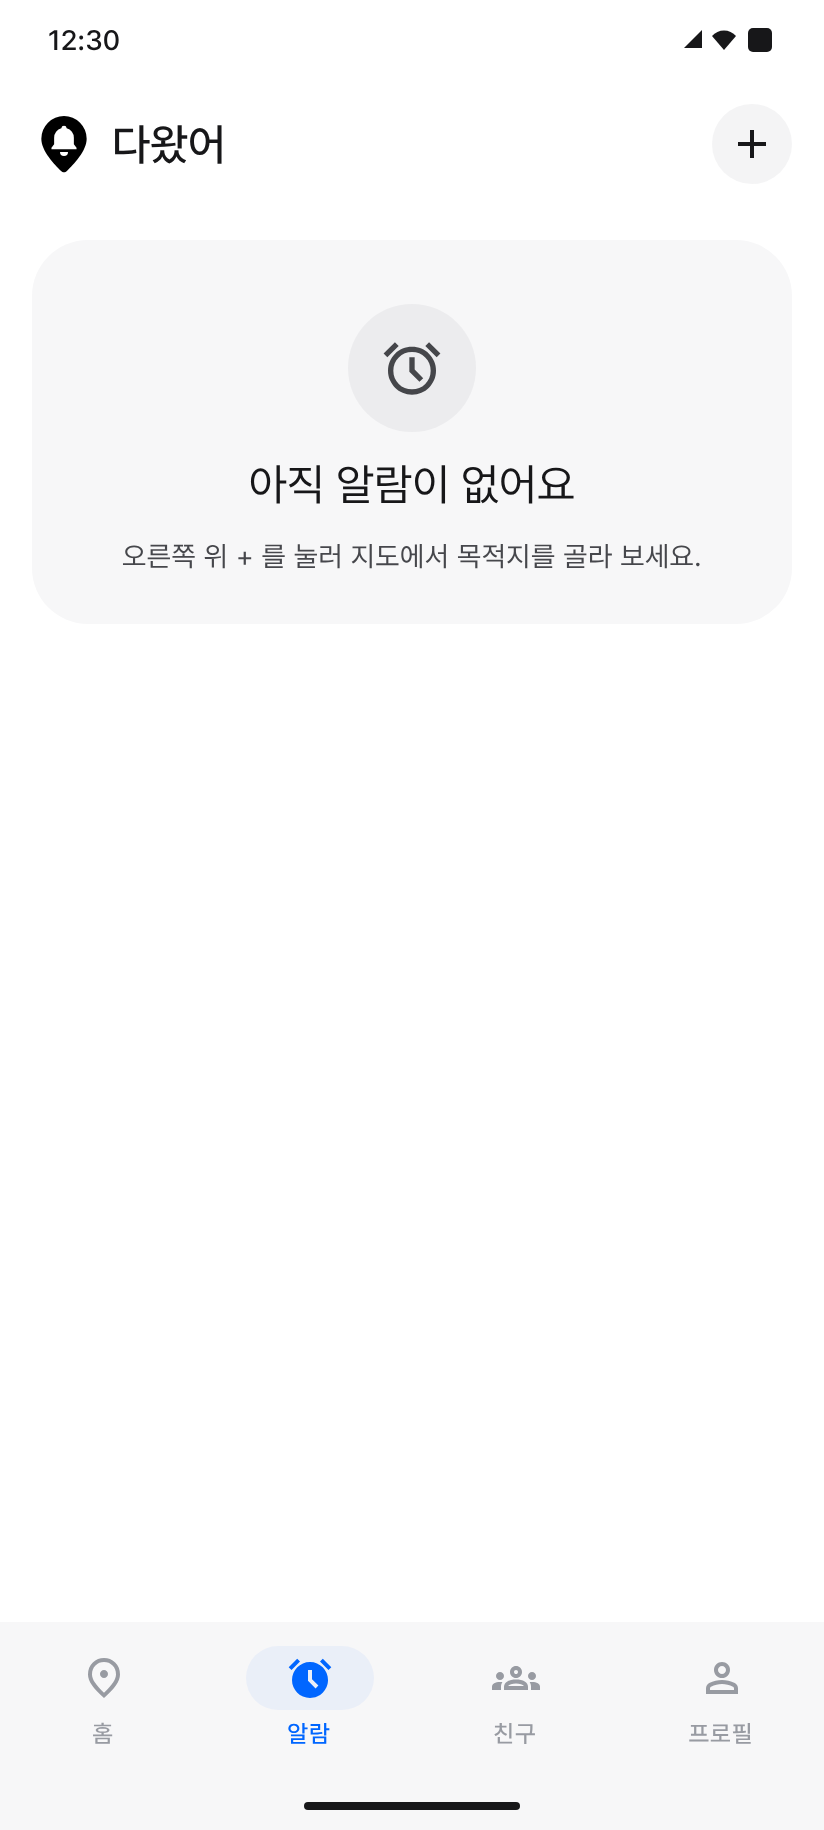 12:30
다왔어
아직 알람이 없어요
오른쪽 위 + 를 눌러 지도에서 목적지를 골라 보세요.
홈
알람
친구
프로필